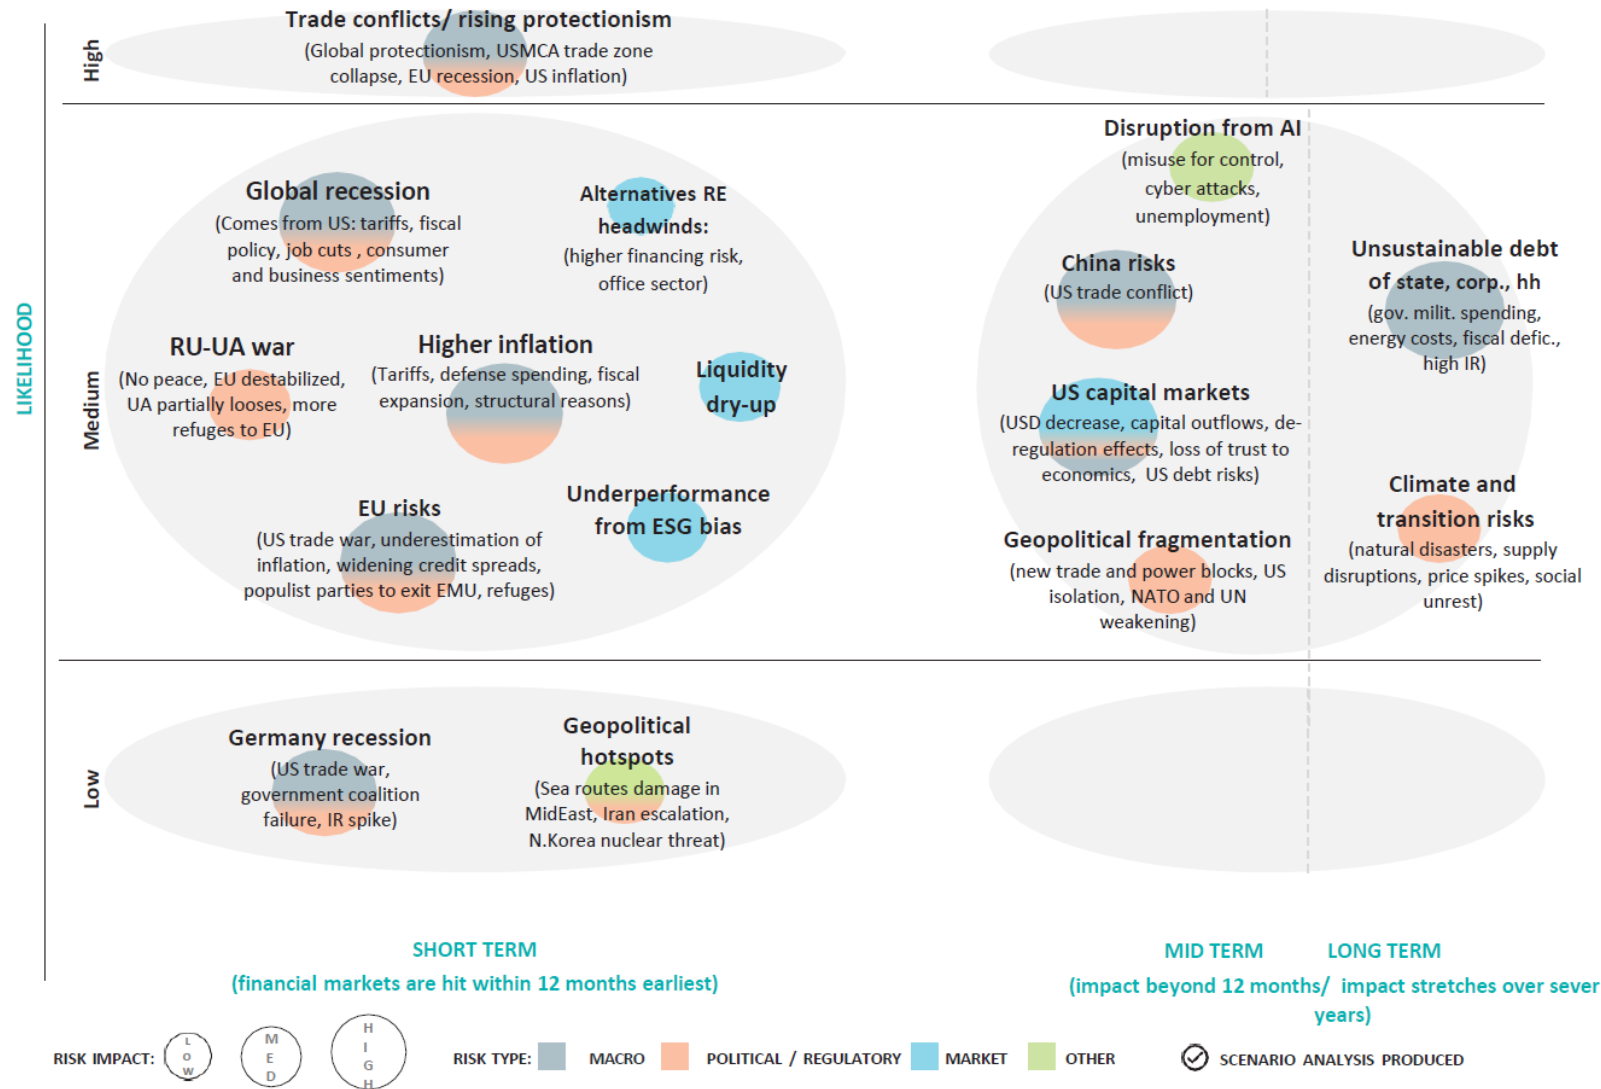 Trade conflicts/ rising protectionism
(Global protectionism, USMCA trade zone
collapse, EU recession, US inflation)
High
LIKELIHOOD
Medium
Global recession
(Comes from US: tariffs, fiscal
policy, job cuts , consumer
and business sentiments)
Alternatives RE
headwinds:
(higher financing risk,
office sector)
RU-UA war
(No peace, EU destabilized,
UA partially looses, more
refuges to EU)
Higher inflation
(Tariffs, defense spending, fiscal
expansion, structural reasons)
Liquidity
dry-up
EU risks
(US trade war, underestimation of
inflation, widening credit spreads,
populist parties to exit EMU, refuges)
Underperformance
from ESG bias
Disruption from AI
(misuse for control,
cyber attacks,
unemployment)
China risks
(US trade conflict)
Unsustainable debt
of state, corp., hh
(gov. milit. spending,
energy costs, fiscal defic.,
high IR)
US capital markets
(USD decrease, capital outflows, de-
regulation effects, loss of trust to
economics, US debt risks)
Geopolitical fragmentation
(new trade and power blocks, US
isolation, NATO and UN
weakening)
Climate and
transition risks
(natural disasters, supply
disruptions, price spikes, social
unrest)
Low
Germany recession
(US trade war,
government coalition
failure, IR spike)
Geopolitical
hotspots
(Sea routes damage in
MidEast, Iran escalation,
N.Korea nuclear threat)
SHORT TERM
(financial markets are hit within 12 months earliest)
MID TERM
LONG TERM
(impact beyond 12 months/ impact stretches over sever
years)
RISK IMPACT:
LOW
MED
HIGH
RISK TYPE:
MACRO
POLITICAL / REGULATORY
MARKET
OTHER
SCENARIO ANALYSIS PRODUCED